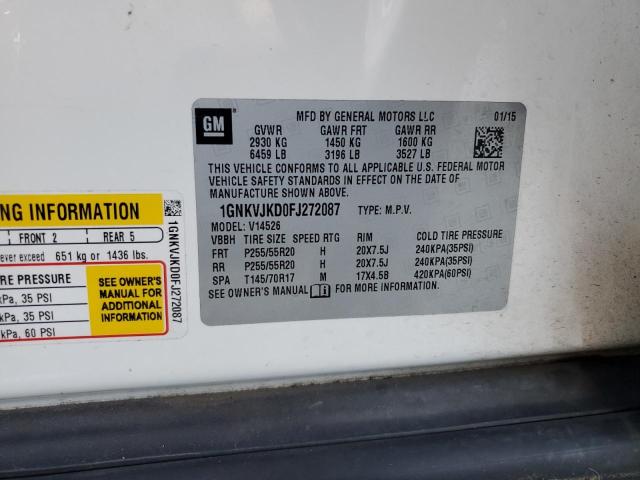 GM
MFD BY GENERAL MOTORS LLC 01/15
GVWR GAWR FRT GAWR RR
2930 KG 1450 KG 1600 KG
6459 LB 3196 LB 3527 LB
THIS VEHICLE CONFORMS TO ALL APPLICABLE U.S. FEDERAL MOTOR
VEHICLE SAFETY STANDARDS IN EFFECT ON THE DATE OF
MANUFACTURE SHOWN ABOVE.
1GNKVJKD0FJ272087 TYPE: M.P.V.
MODEL: V14526
VBBH TIRE SIZE SPEED RTG RIM COLD TIRE PRESSURE
FRT P255/55R20 H 20X7.5J 240KPA(35PSI)
RR P255/55R20 H 20X7.5J 240KPA(35PSI)
SPA T145/70R17 M 17X4.5B 420KPA(60PSI)
SEE OWNER'S MANUAL FOR MORE INFORMATION
NG INFORMATION
FRONT 2 REAR 5
ever exceed 651 kg or 1436 lbs.
RE PRESSURE
kPa, 35 PSI
kPa, 35 PSI
kPa, 60 PSI
SEE OWNER'S
MANUAL FOR
ADDITIONAL
INFORMATION
1GNKVJKD0FJ272087